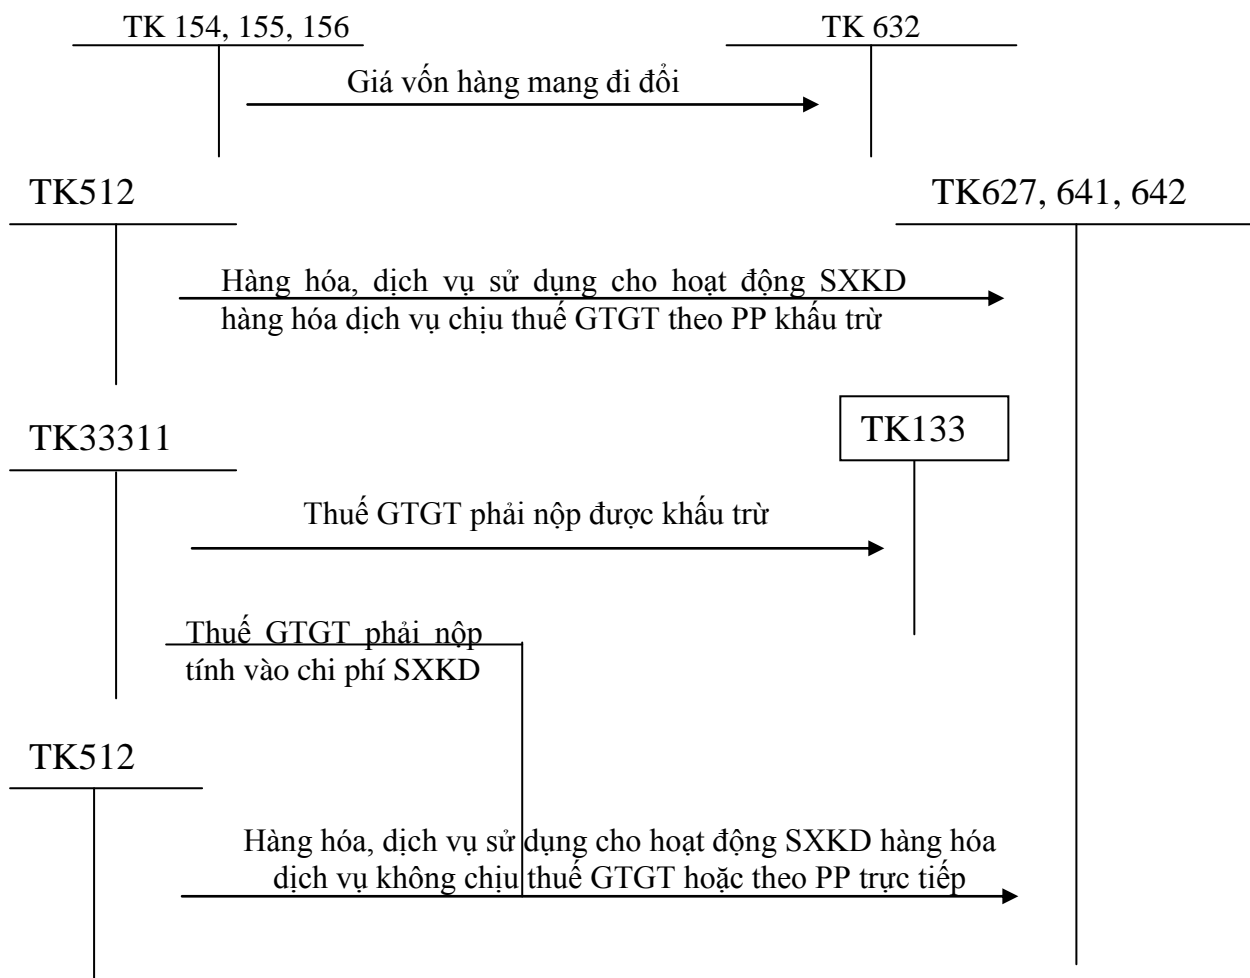 TK 154, 155, 156
TK 632
Giá vốn hàng mang đi đổi
TK512
TK627, 641, 642
Hàng hóa, dịch vụ sử dụng cho hoạt động SXKD
hàng hóa dịch vụ chịu thuế GTGT theo PP khấu trừ
TK33311
TK133
Thuế GTGT phải nộp được khấu trừ
Thuế GTGT phải nộp
tính vào chi phí SXKD
TK512
Hàng hóa, dịch vụ sử dụng cho hoạt động SXKD hàng hóa
dịch vụ không chịu thuế GTGT hoặc theo PP trực tiếp